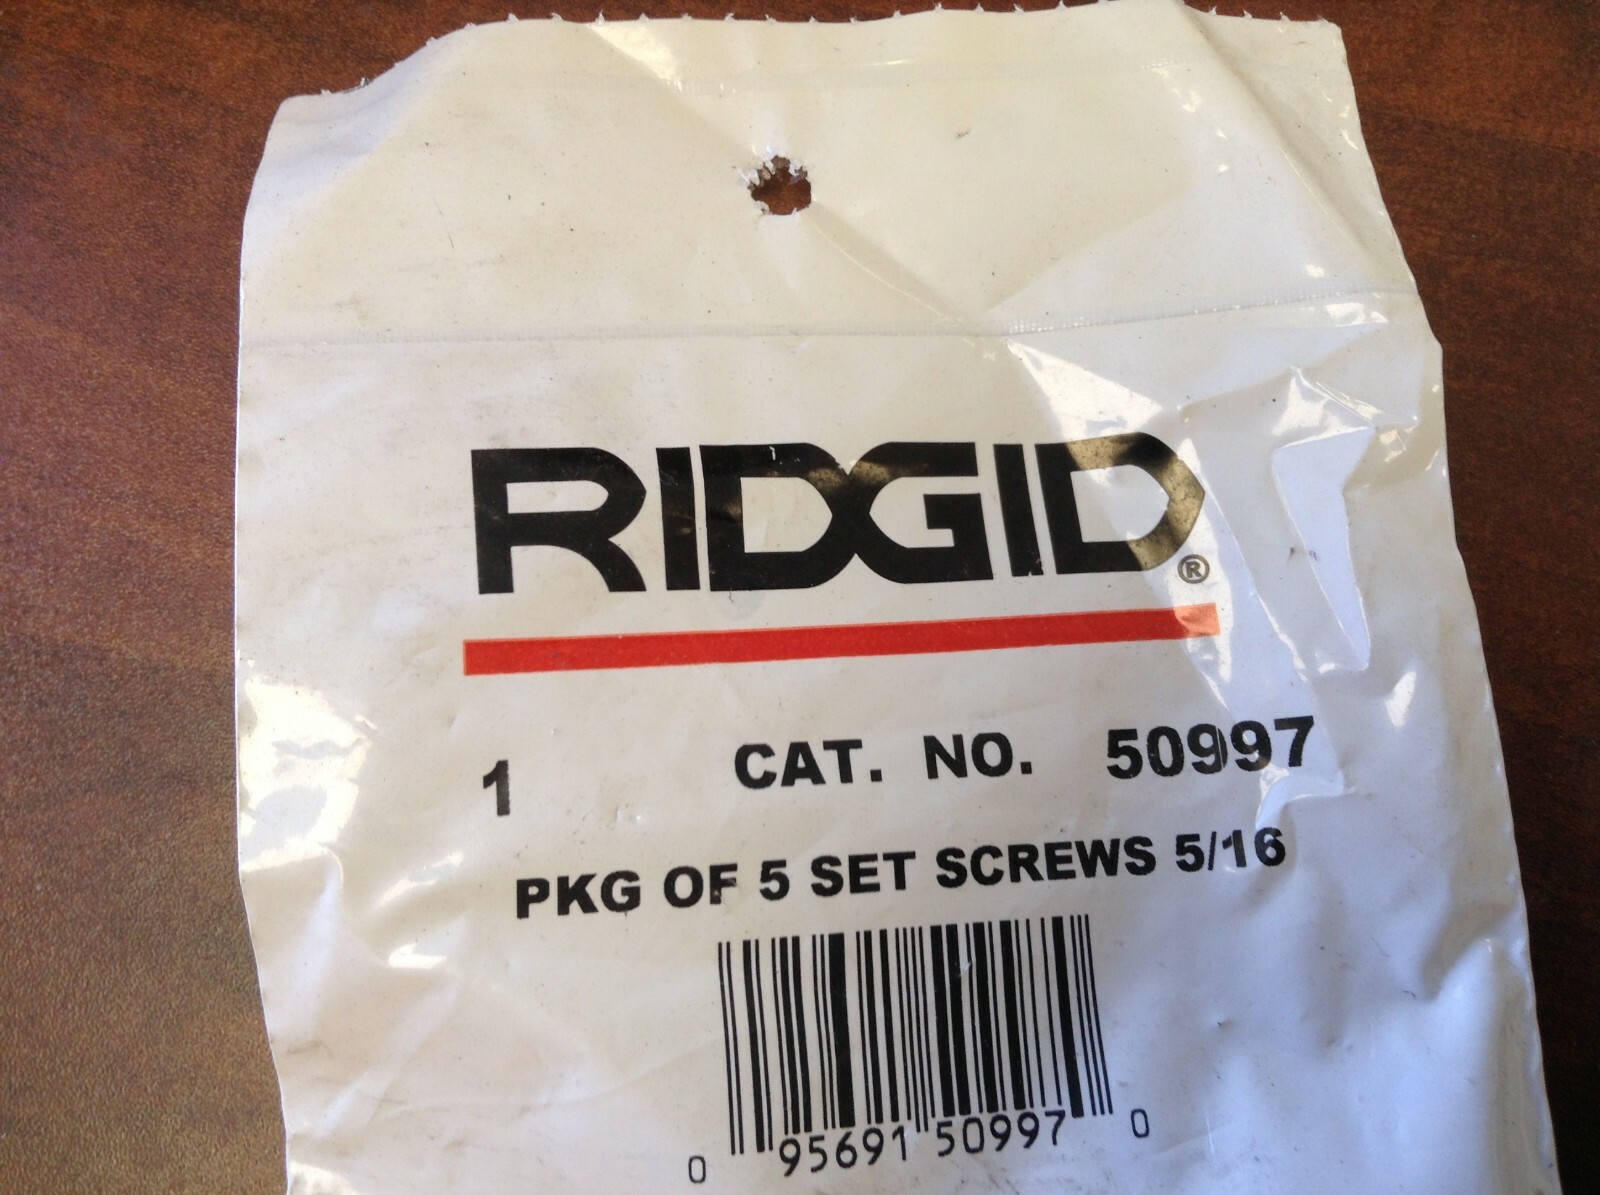 RIDGID®
1 CAT. NO. 50997
PKG OF 5 SET SCREWS 5/16
0 95691 50997 0